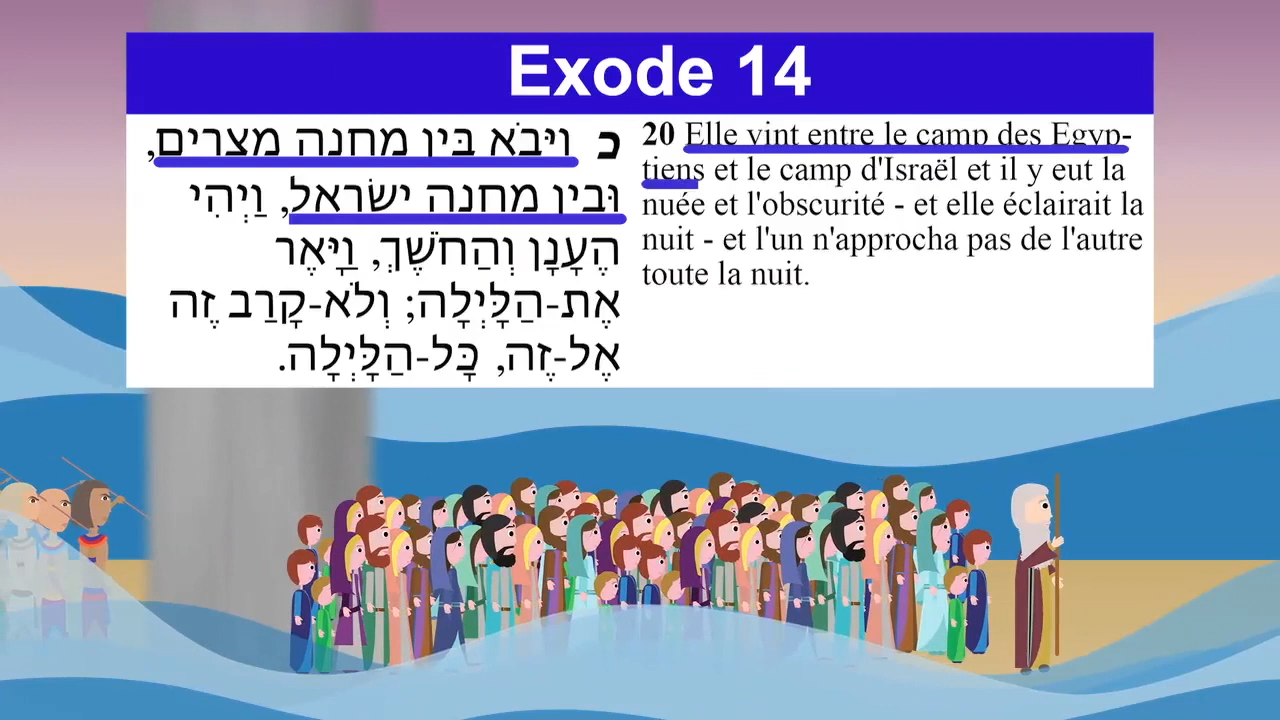 Exode 14
כ וַיָּבֹא בֵּין מַחֲנֵה מִצְרַיִם,
וּבֵין מַחֲנֵה יִשְׂרָאֵל, וַיְהִי
הֶעָנָן וְהַחֹשֶׁךְ, וַיָּאֶר
אֶת-הַלָּיְלָה; וְלֹא-קָרַב זֶה
אֶל-זֶה, כָּל-הַלָּיְלָה.
20 Elle vint entre le camp des Egyp-
tiens et le camp d'Israël et il y eut la
nuée et l'obscurité - et elle éclairait la
nuit - et l'un n'approcha pas de l'autre
toute la nuit.